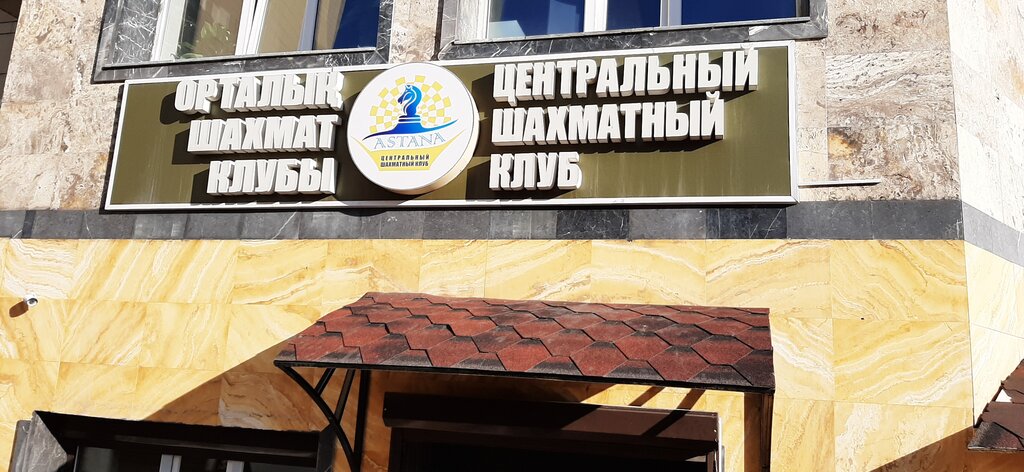 ОРТАЛЫҚ
ШАХМАТ
КЛУБЫ
ASTANA
ЦЕНТРАЛЬНЫЙ
ШАХМАТНЫЙ КЛУБ
ЦЕНТРАЛЬНЫЙ
ШАХМАТНЫЙ
КЛУБ